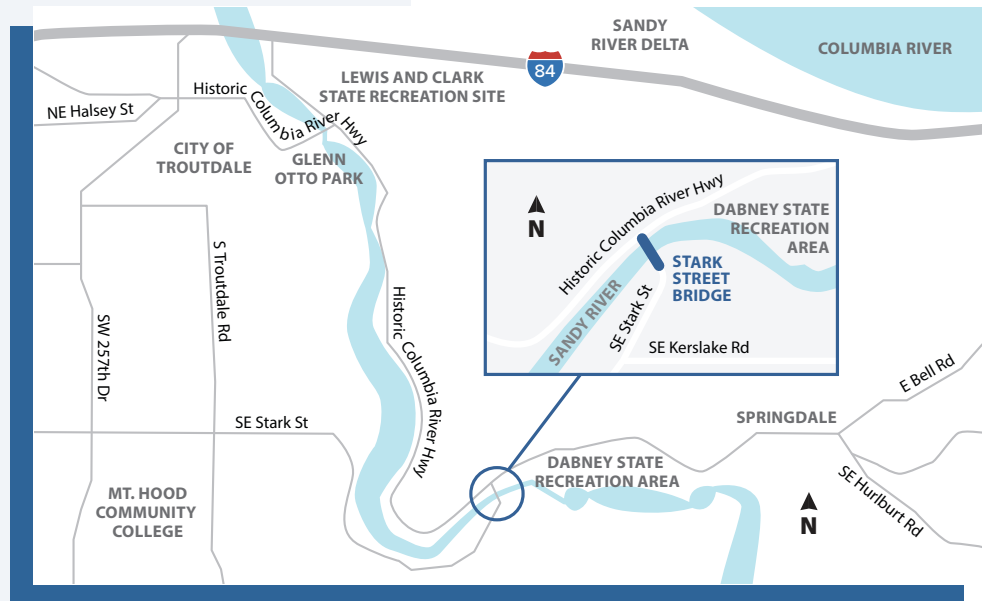 SANDY
RIVER DELTA
COLUMBIA RIVER
84
LEWIS AND CLARK
STATE RECREATION SITE
NE Halsey St
Historic Columbia River Hwy
CITY OF
TROUTDALE
GLENN
OTTO PARK
N
Historic Columbia River Hwy
DABNEY STATE
RECREATION
AREA
STARK
STREET
BRIDGE
SANDY RIVER
SE Stark St
SE Kerslake Rd
S Troutdale Rd
SW 257th Dr
Historic Columbia River Hwy
SE Stark St
E Bell Rd
SPRINGDALE
DABNEY STATE
RECREATION AREA
MT. HOOD
COMMUNITY
COLLEGE
SE Hurlburt Rd
N